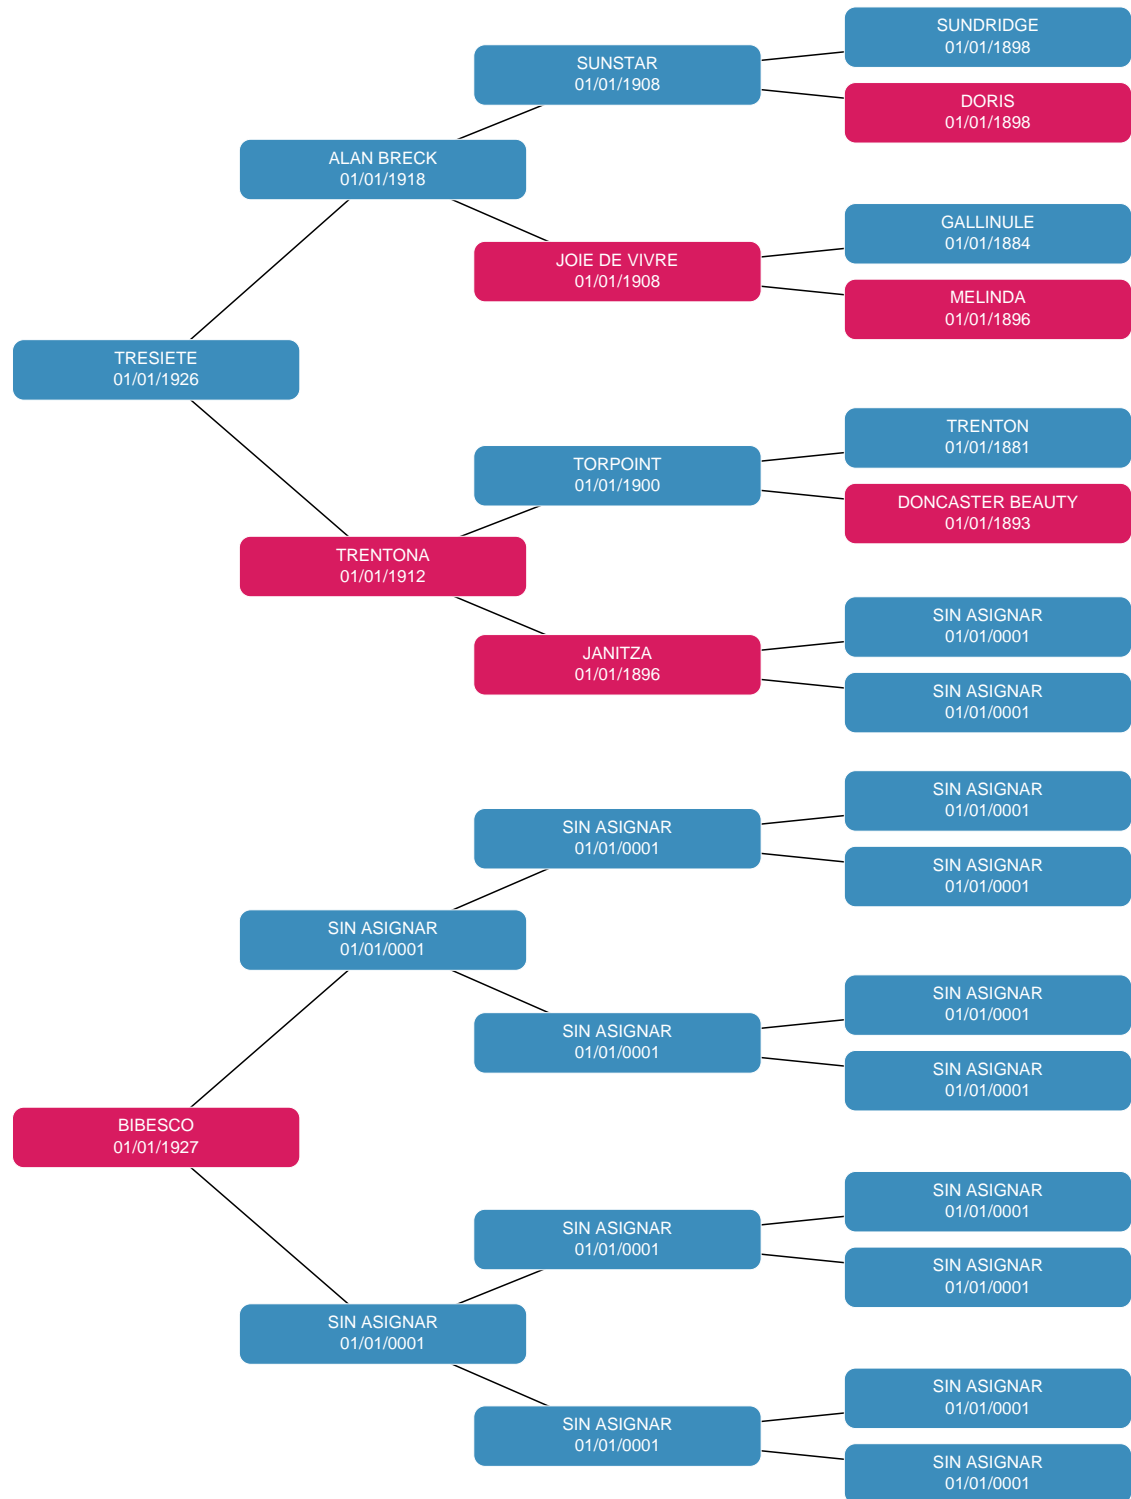 SUNDRIDGE
01/01/1898
SUNSTAR
01/01/1908
DORIS
01/01/1898
ALAN BRECK
01/01/1918
GALLINULE
01/01/1884
JOIE DE VIVRE
01/01/1908
MELINDA
01/01/1896
TRESIETE
01/01/1926
TRENTON
01/01/1881
TORPOINT
01/01/1900
DONCASTER BEAUTY
01/01/1893
TRENTONA
01/01/1912
SIN ASIGNAR
01/01/0001
JANITZA
01/01/1896
SIN ASIGNAR
01/01/0001
SIN ASIGNAR
01/01/0001
SIN ASIGNAR
01/01/0001
SIN ASIGNAR
01/01/0001
SIN ASIGNAR
01/01/0001
SIN ASIGNAR
01/01/0001
SIN ASIGNAR
01/01/0001
SIN ASIGNAR
01/01/0001
BIBESCO
01/01/1927
SIN ASIGNAR
01/01/0001
SIN ASIGNAR
01/01/0001
SIN ASIGNAR
01/01/0001
SIN ASIGNAR
01/01/0001
SIN ASIGNAR
01/01/0001
SIN ASIGNAR
01/01/0001
SIN ASIGNAR
01/01/0001